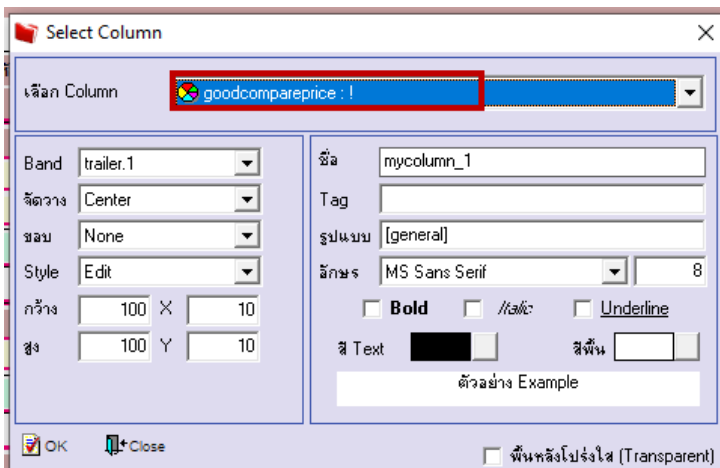 Select Column
เลือก Column goodcompareprice : !
Band trailer.1
จัดวาง Center
ขอบ None
Style Edit
กว้าง 100 X 10
สูง 100 Y 10
ชื่อ mycolumn_1
Tag
รูปแบบ [general]
อักษร MS Sans Serif 8
Bold Italic Underline
สี Text สีพื้น
ตัวอย่าง Example
OK Close
พื้นหลังโปร่งใส (Transparent)